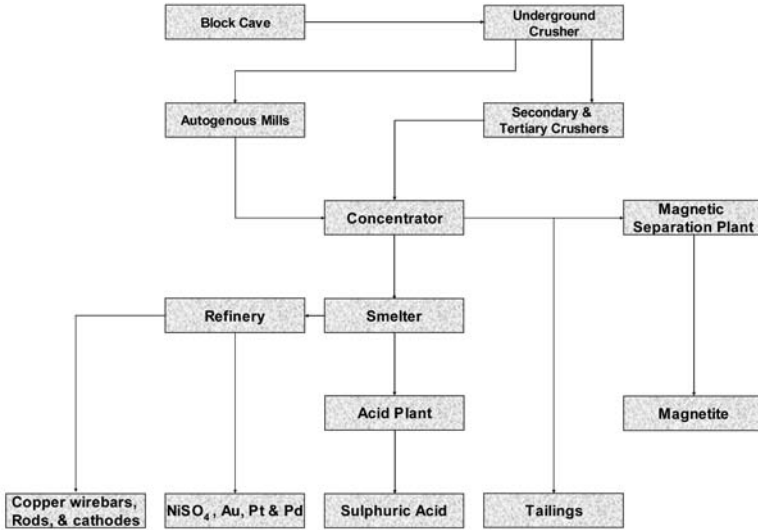 Block Cave
Underground
Crusher
Autogenous Mills
Secondary &
Tertiary Crushers
Concentrator
Magnetic
Separation Plant
Refinery
Smelter
Acid Plant
Magnetite
Copper wirebars,
Rods, & cathodes
NiSO₄ , Au, Pt & Pd
Sulphuric Acid
Tailings